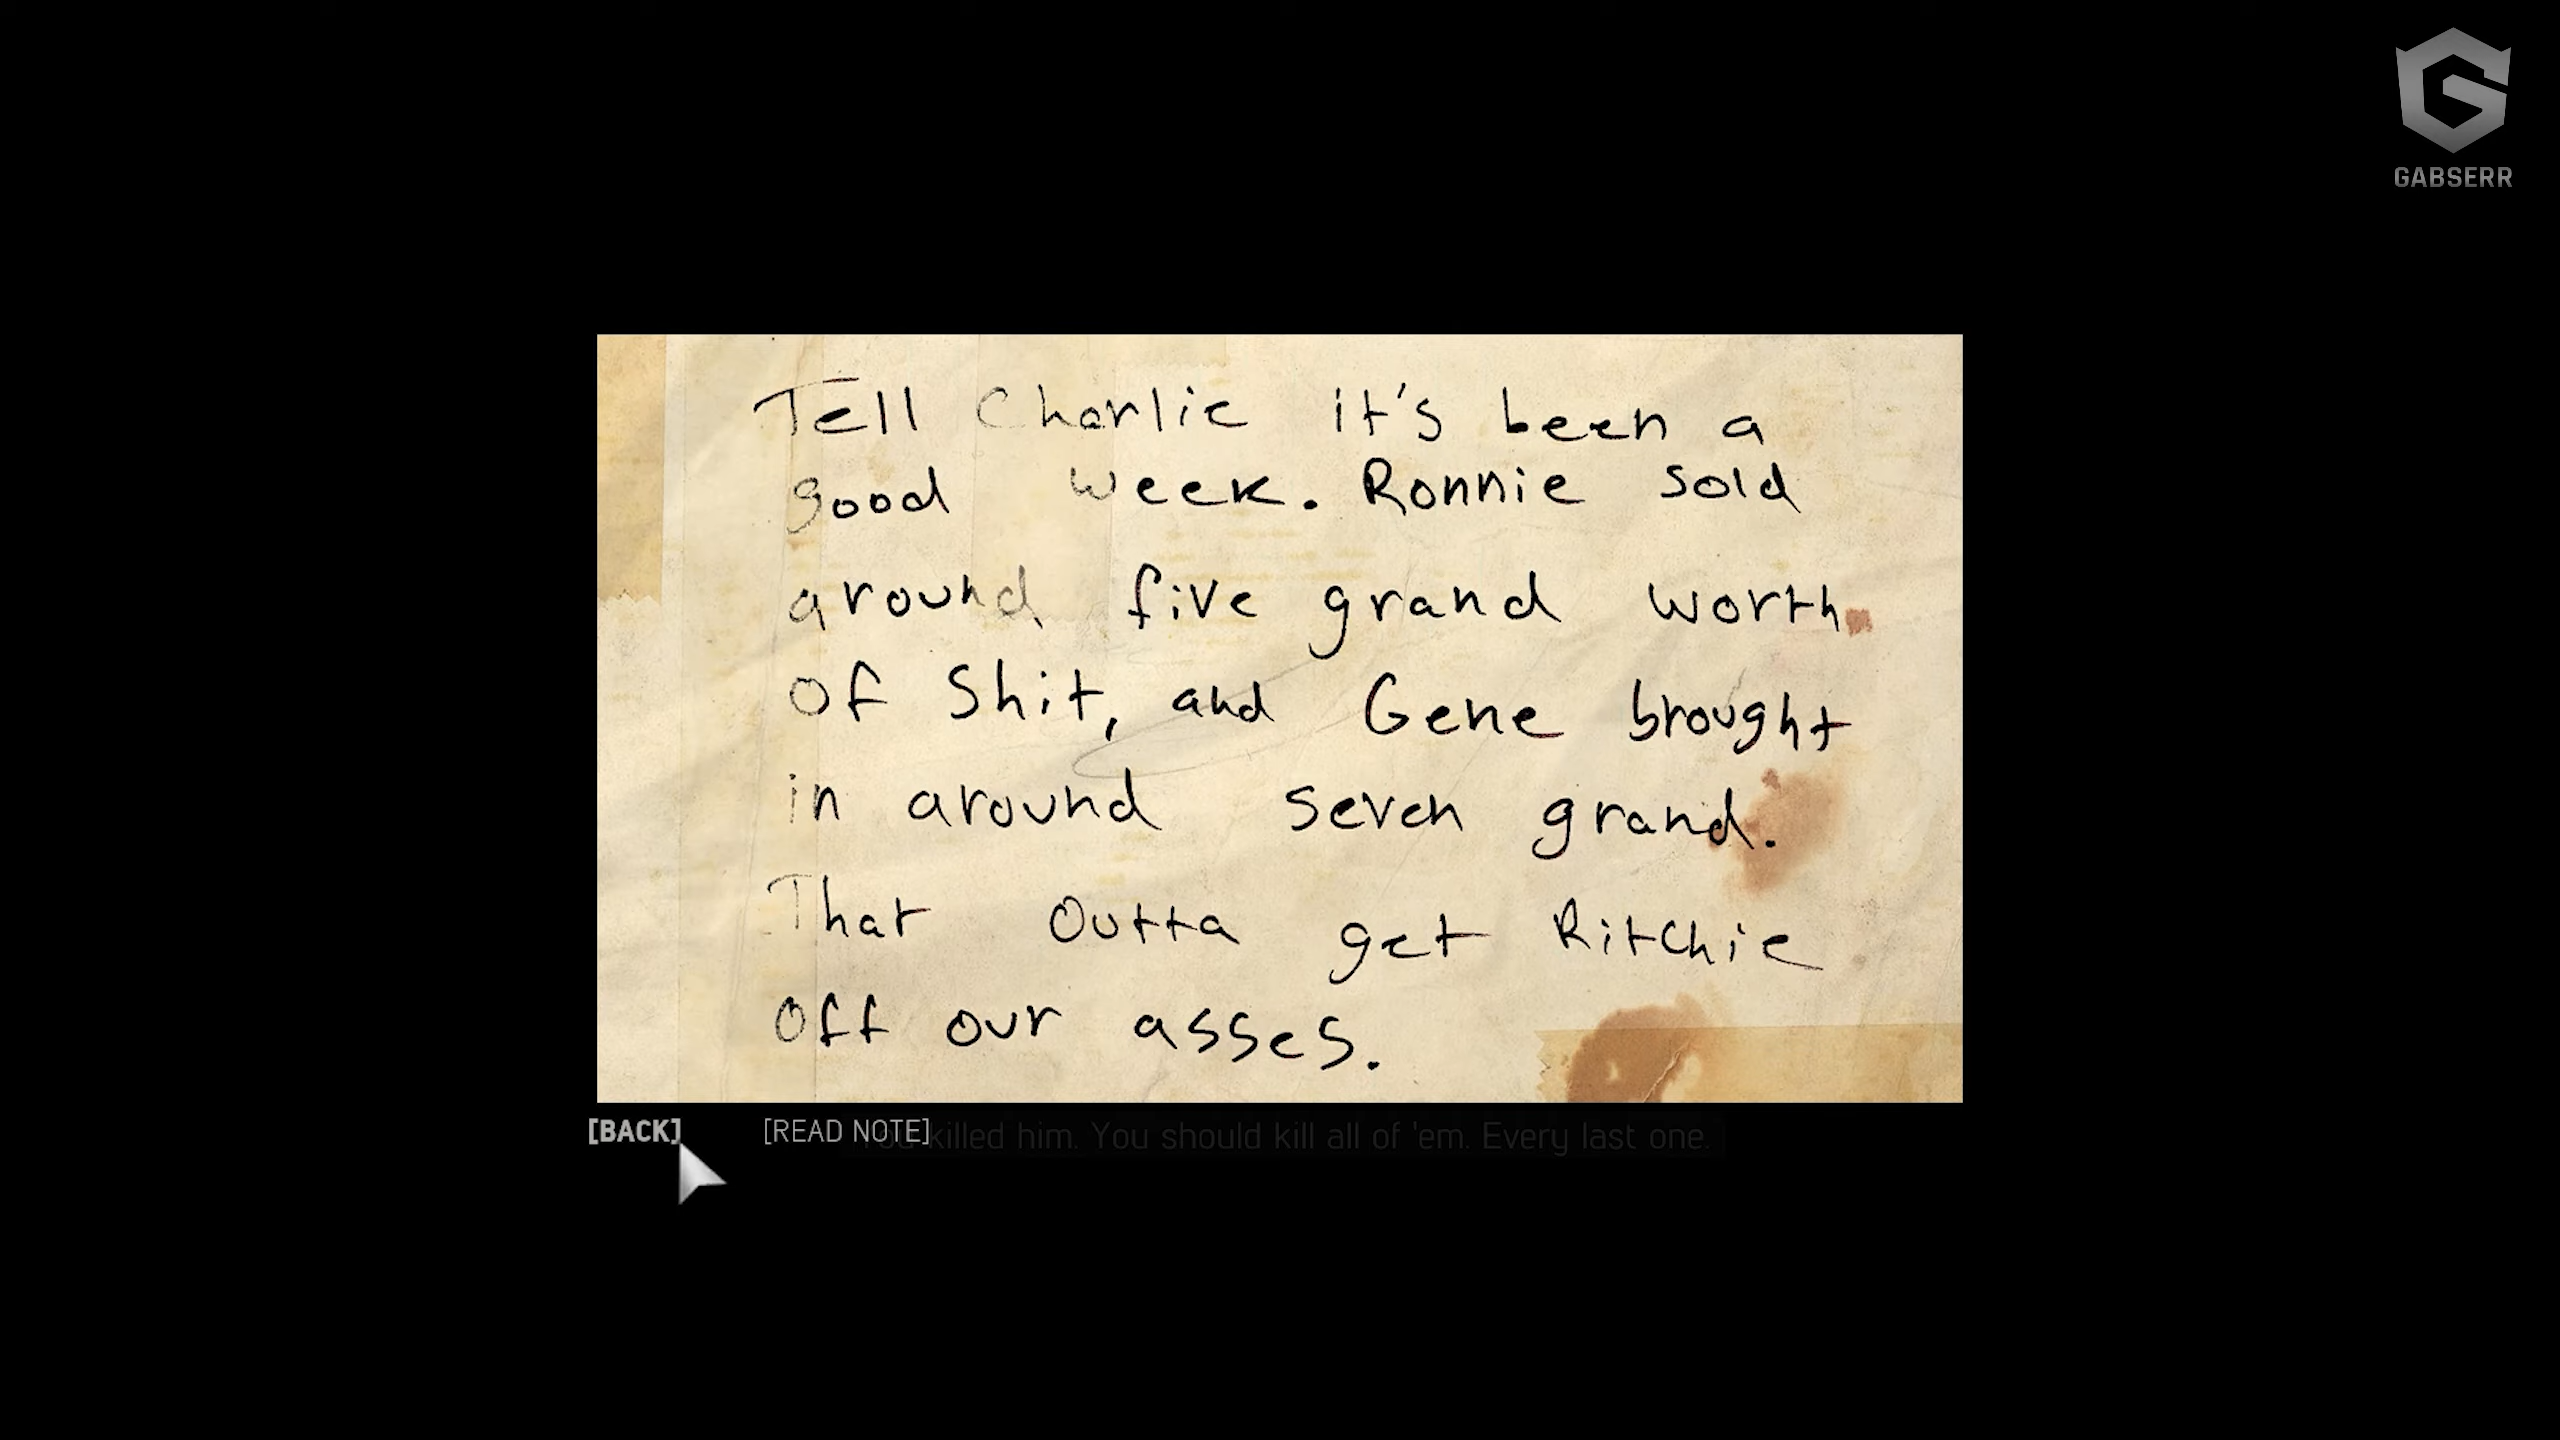 GABSERR
Tell Charlie it's been a
good week. Ronnie sold
around five grand worth
Of Shit, and Gene brought
in around seven grand.
That Outta get Ritchie
Off our asses.
[BACK] [READ NOTE]
killed him. You should kill all of 'em. Every last one.